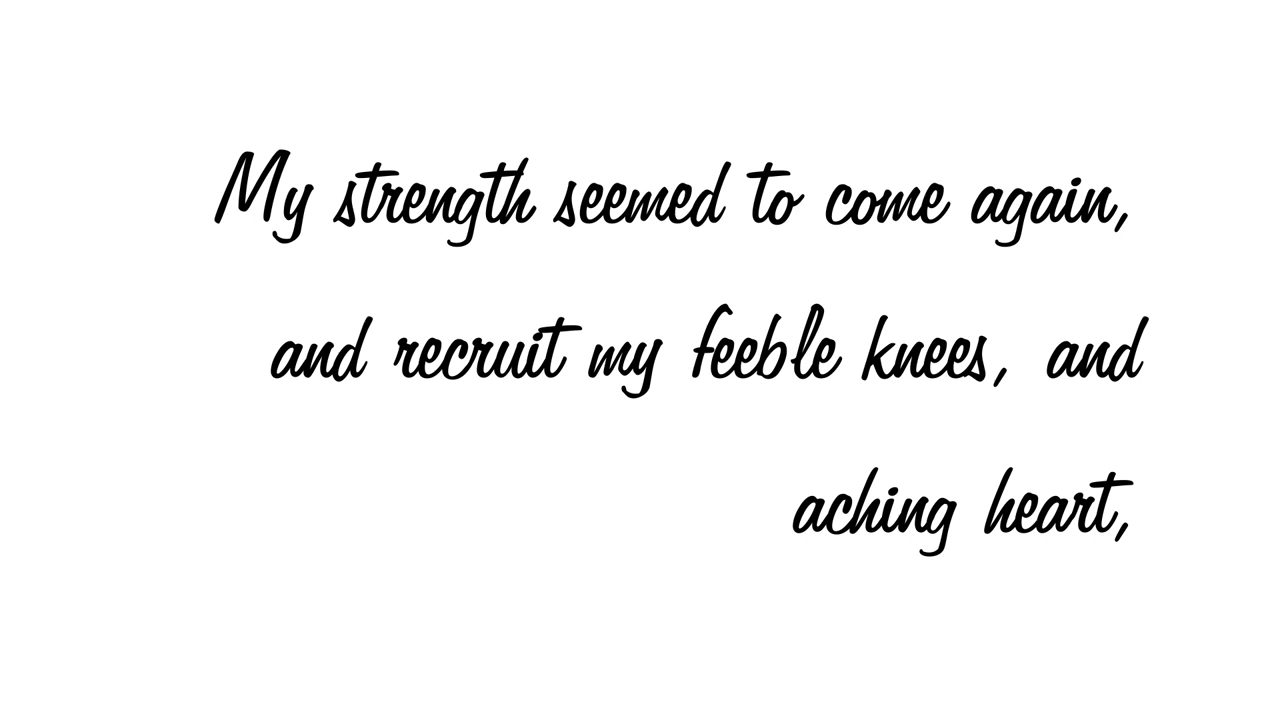 My strength seemed to come again,
and recruit my feeble knees, and
aching heart,